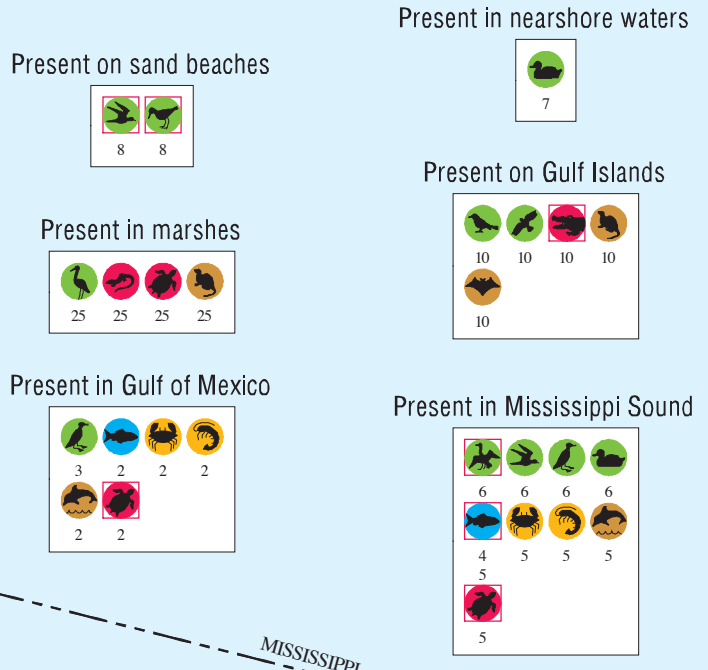 Present in nearshore waters
7
Present on sand beaches
8 8
Present on Gulf Islands
10 10 10 10
10
Present in marshes
25 25 25 25
Present in Gulf of Mexico
3 2 2 2
2 2
Present in Mississippi Sound
6 6 6 6
4 5 5 5
5
5
MISSISSIPPI